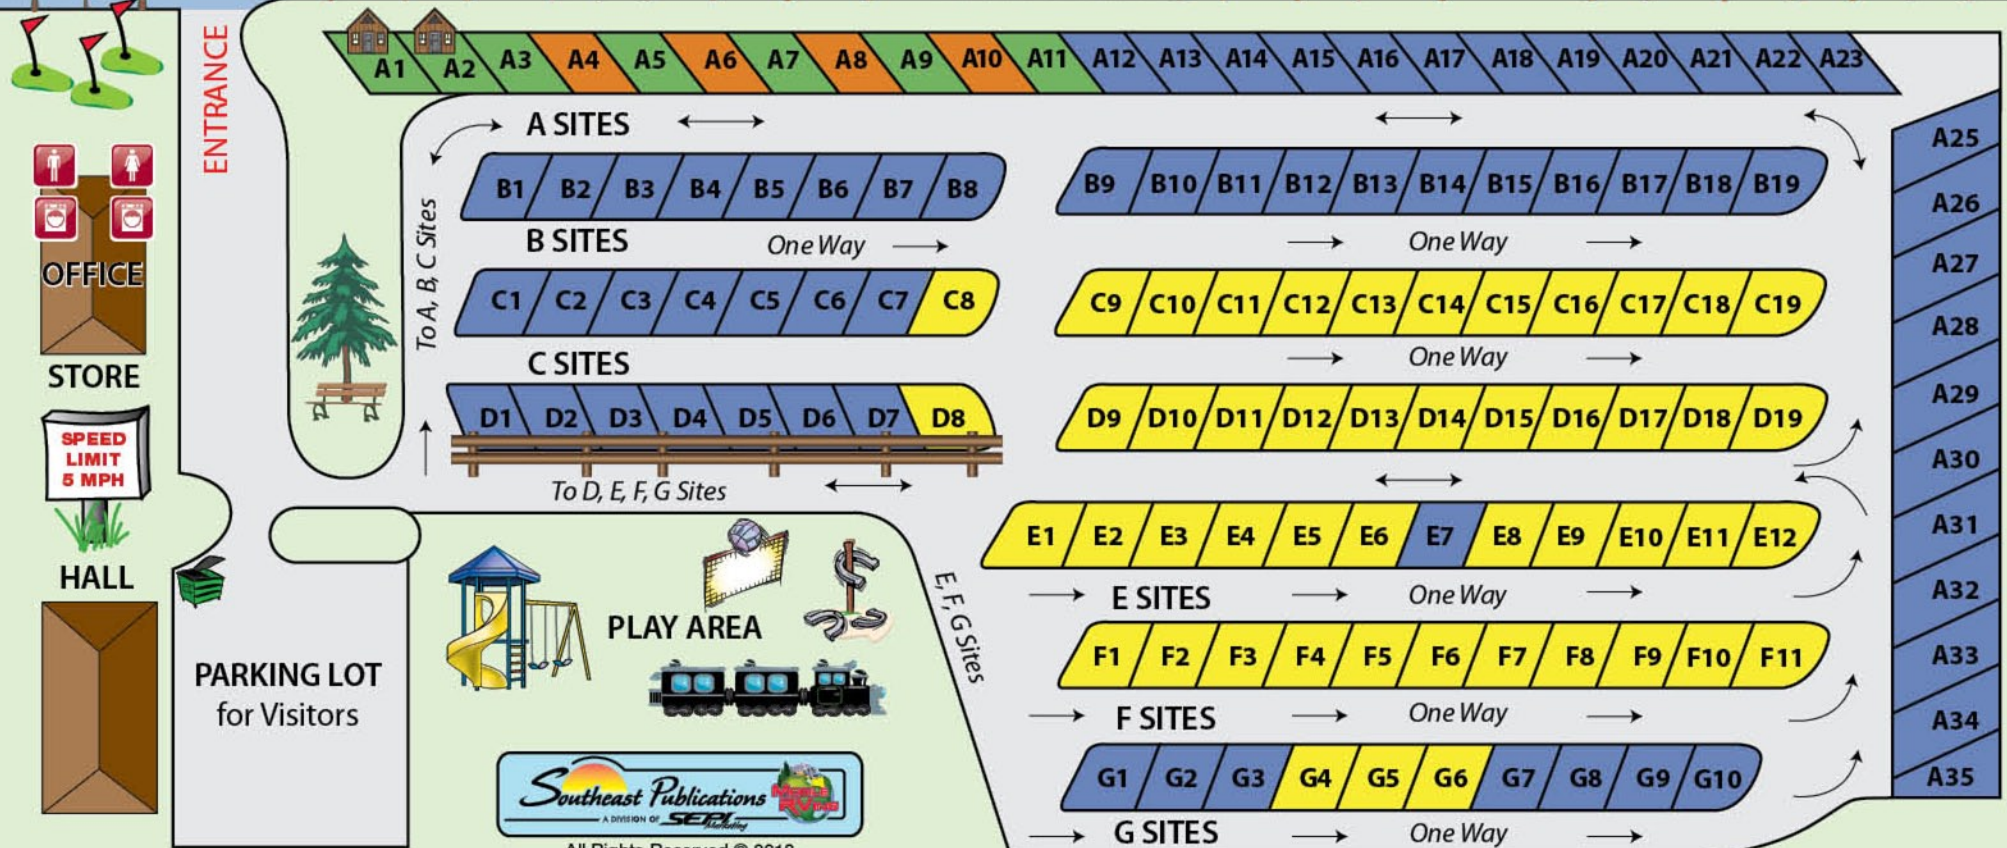 ENTRANCE
A1 A2 A3 A4 A5 A6 A7 A8 A9 A10 A11 A12 A13 A14 A15 A16 A17 A18 A19 A20 A21 A22 A23
A SITES
A25
B1 B2 B3 B4 B5 B6 B7 B8
B9 B10 B11 B12 B13 B14 B15 B16 B17 B18 B19
A26
To A, B, C Sites
B SITES
One Way
One Way
A27
OFFICE
C1 C2 C3 C4 C5 C6 C7 C8
C9 C10 C11 C12 C13 C14 C15 C16 C17 C18 C19
A28
C SITES
One Way
STORE
A29
D1 D2 D3 D4 D5 D6 D7 D8
D9 D10 D11 D12 D13 D14 D15 D16 D17 D18 D19
SPEED
LIMIT
5 MPH
A30
To D, E, F, G Sites
A31
E1 E2 E3 E4 E5 E6 E7 E8 E9 E10 E11 E12
HALL
E, F, G Sites
E SITES
One Way
A32
PLAY AREA
F1 F2 F3 F4 F5 F6 F7 F8 F9 F10 F11
A33
PARKING LOT
for Visitors
F SITES
One Way
A34
G1 G2 G3 G4 G5 G6 G7 G8 G9 G10
A35
Southeast Publications
A DIVISION OF SEPI Marketing
G SITES
One Way